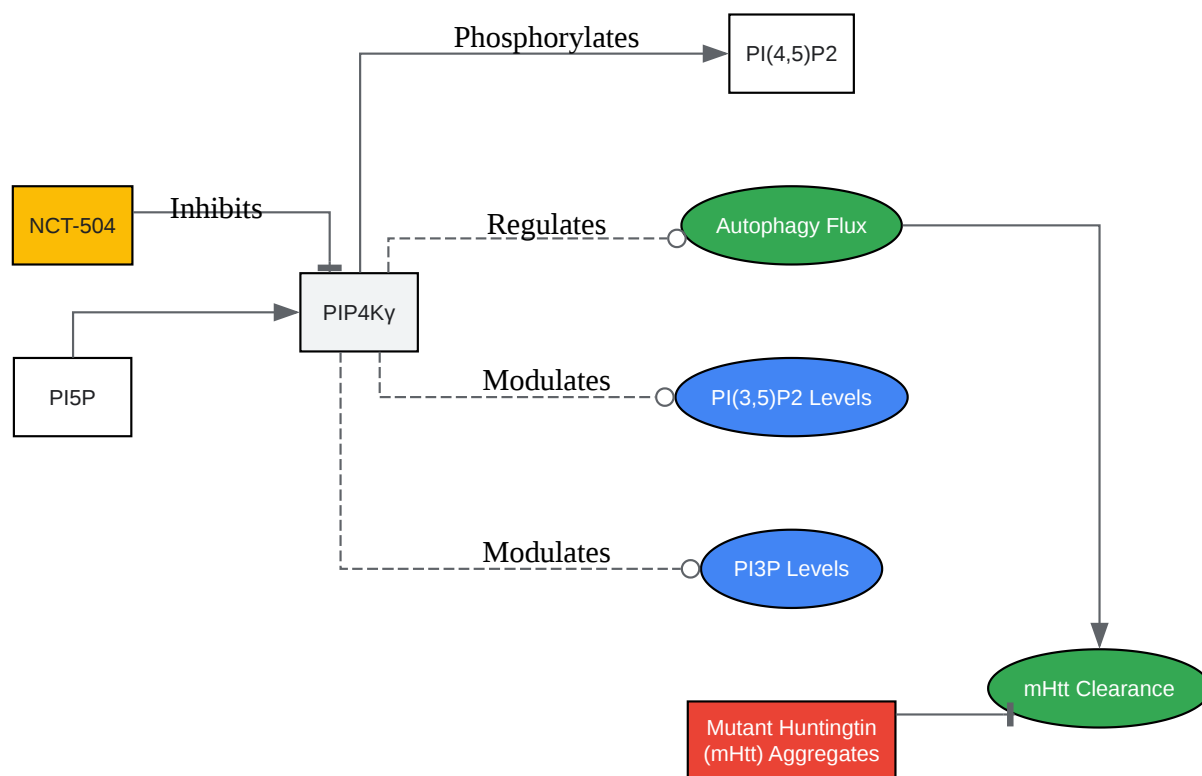 Phosphorylates
PI(4,5)P2
NCT-504
Inhibits
Regulates
Autophagy Flux
PIP4Kγ
PI5P
Modulates
PI(3,5)P2 Levels
Modulates
PI3P Levels
mHtt Clearance
Mutant Huntingtin
(mHtt) Aggregates